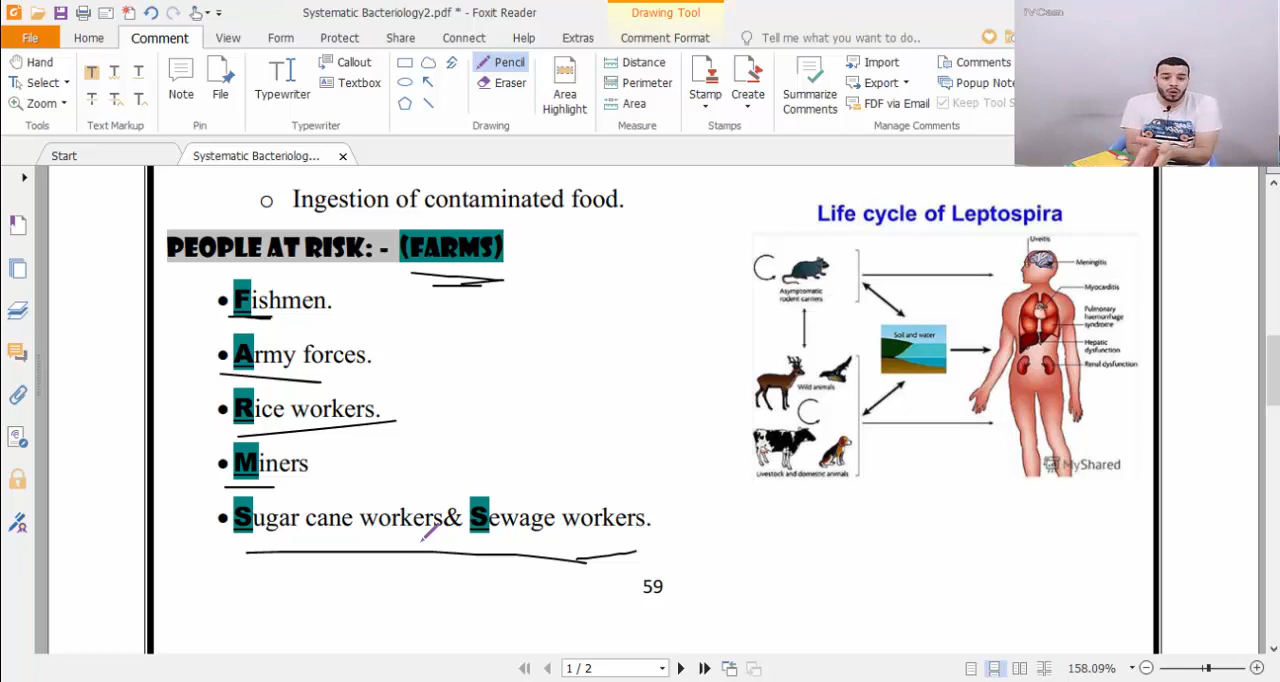 Systematic Bacteriology2.pdf * - Foxit Reader
Drawing Tool
iVCam
File
Home
Comment
View
Form
Protect
Share
Connect
Help
Extras
Comment Format
Tell me what you want to do..
Hand
Select
Zoom
Tools
T T T
Text Markup
Note
File
Pin
Typewriter
Callout
Textbox
Typewriter
Pencil
Eraser
Drawing
Area Highlight
Distance
Perimeter
Area
Measure
Stamp
Create
Stamps
Summarize Comments
Import
Export
FDF via Email
Comments
Popup Note
Keep Tool S
Manage Comments
Start
Systematic Bacteriolog...
o Ingestion of contaminated food.
PEOPLE AT RISK: - (FARMS)
• Fishmen.
• Army forces.
• Rice workers.
• Miners
• Sugar cane workers& Sewage workers.
59
Life cycle of Leptospira
Asymptomatic rodent carriers
Wild animals
Livestock and domestic animals
Soil and water
Uveitis
Meningitis
Myocarditis
Pulmonary haemorrhage syndrome
Hepatic dysfunction
Renal dysfunction
MyShared
1 / 2
158.09%